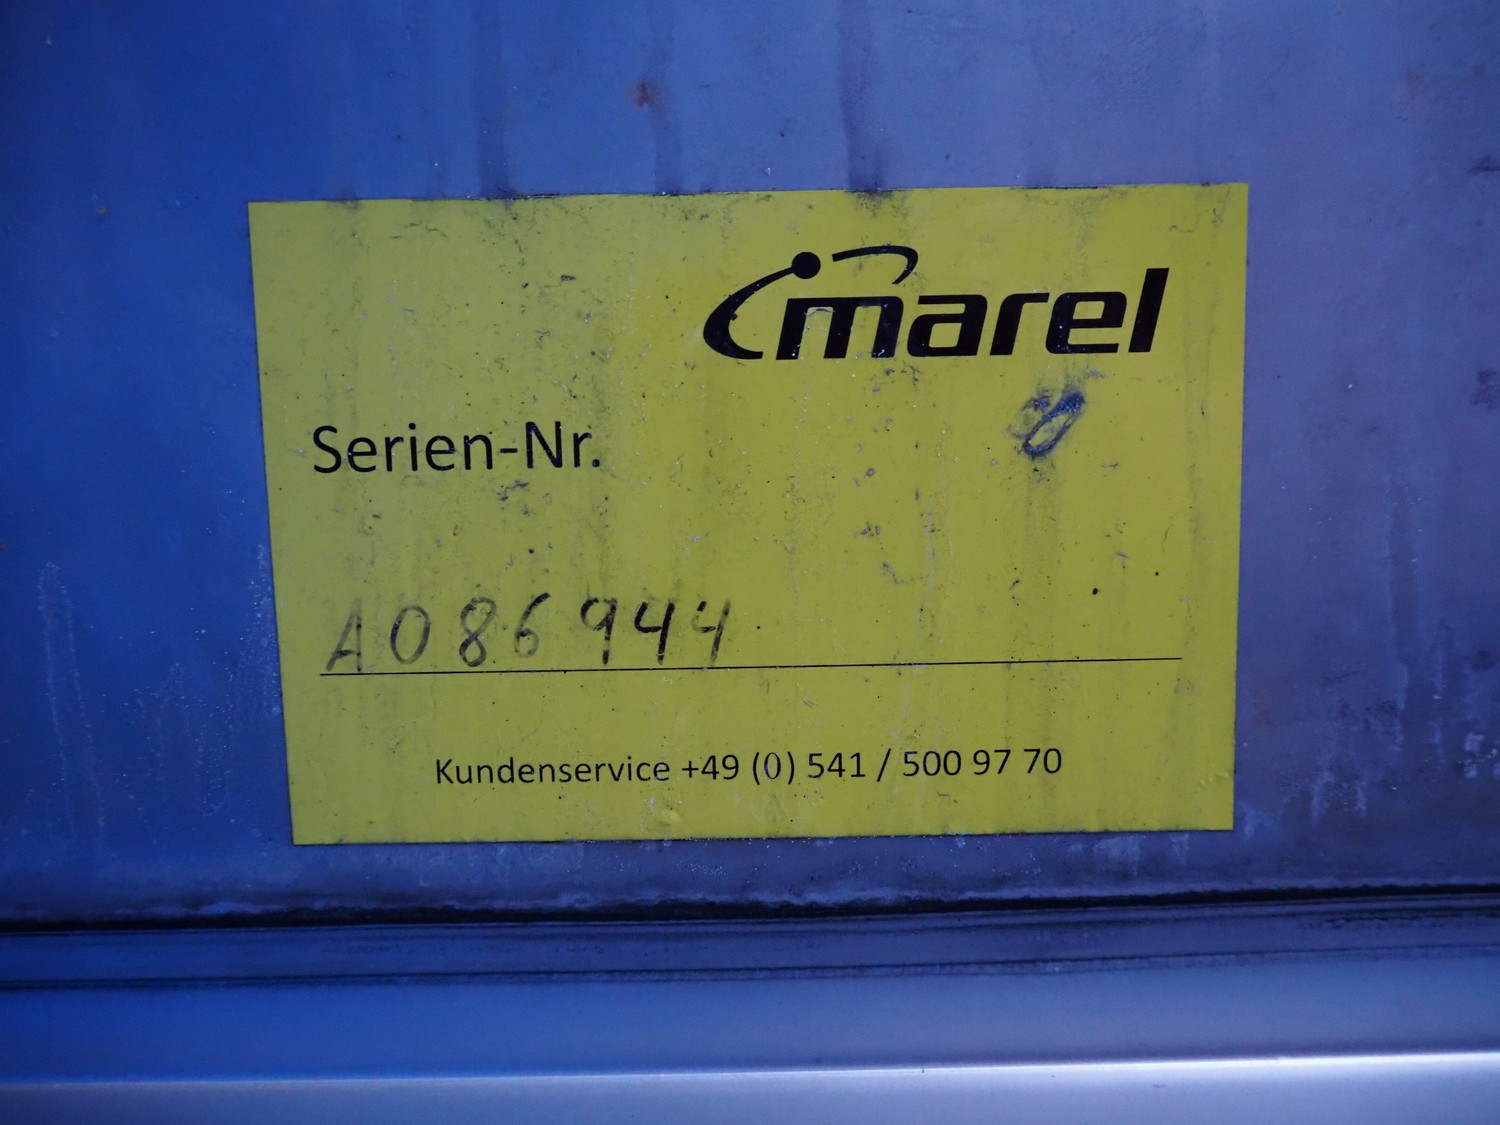 marel
Serien-Nr.
A086944
Kundenservice +49 (0) 541 / 500 97 70